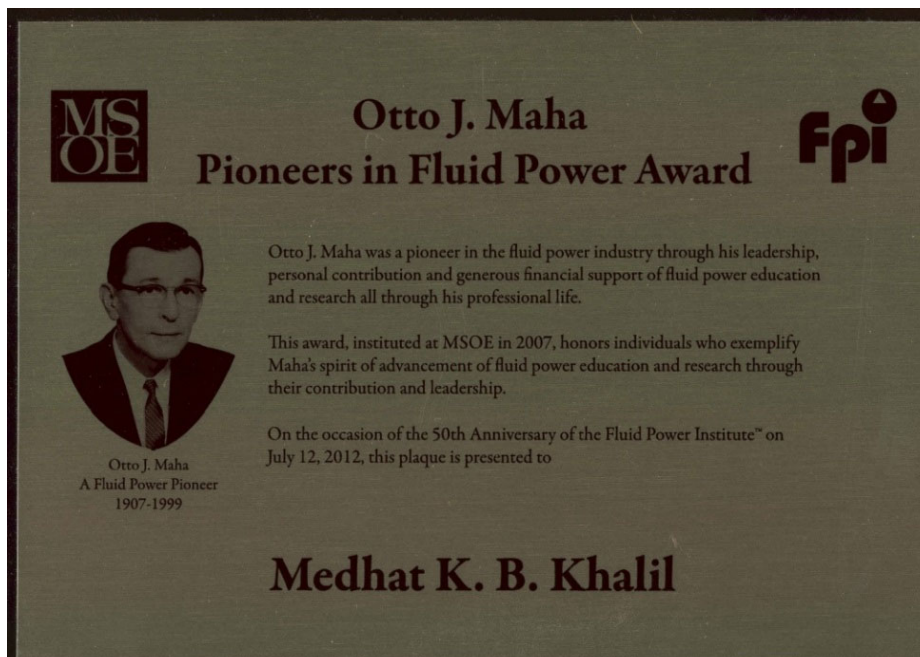 MS
OE
Otto J. Maha
Pioneers in Fluid Power Award
fpi
Otto J. Maha was a pioneer in the fluid power industry through his leadership,
personal contribution and generous financial support of fluid power education
and research all through his professional life.
This award, instituted at MSOE in 2007, honors individuals who exemplify
Maha's spirit of advancement of fluid power education and research through
their contribution and leadership.
On the occasion of the 50th Anniversary of the Fluid Power Institute™ on
July 12, 2012, this plaque is presented to
Otto J. Maha
A Fluid Power Pioneer
1907-1999
Medhat K. B. Khalil